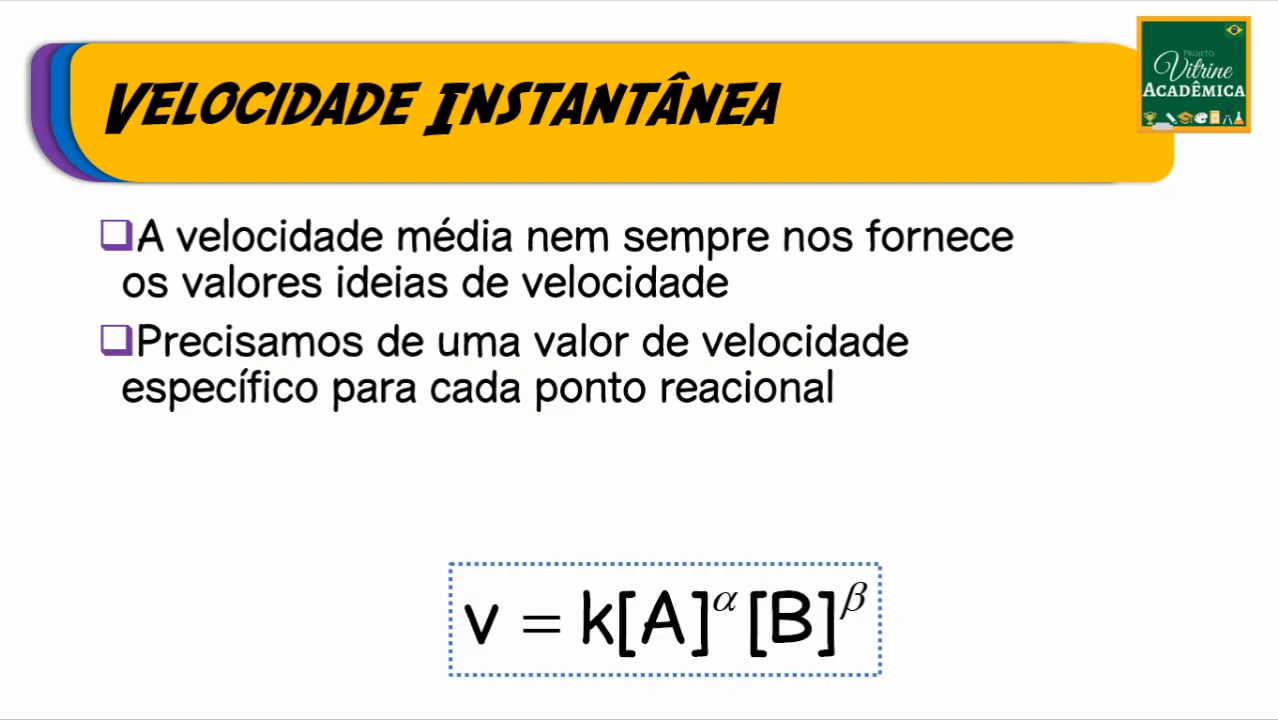 Velocidade Instantânea
PROJETO
Vitrine
Acadêmica
❑A velocidade média nem sempre nos fornece
os valores ideias de velocidade
❑Precisamos de uma valor de velocidade
específico para cada ponto reacional
v = k[A]^α [B]^β